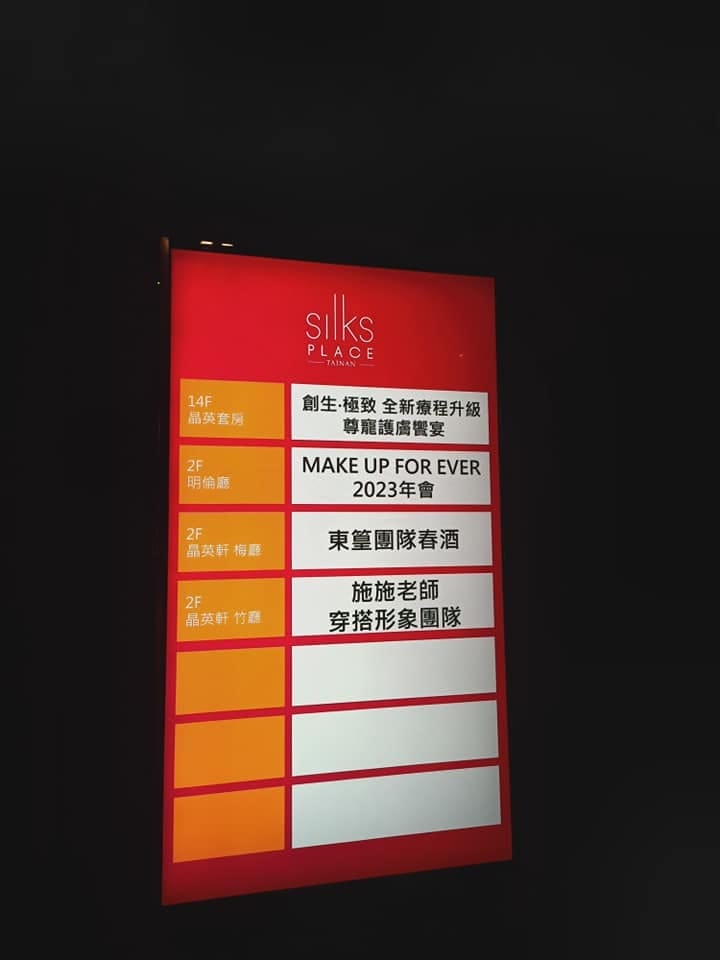 sılks
PLACE
TAINAN
14F
晶英套房
創生·極致 全新療程升級
尊寵護膚饗宴
2F
明倫廳
MAKE UP FOR EVER
2023年會
2F
晶英軒 梅廳
東篁團隊春酒
2F
晶英軒 竹廳
施施老師
穿搭形象團隊